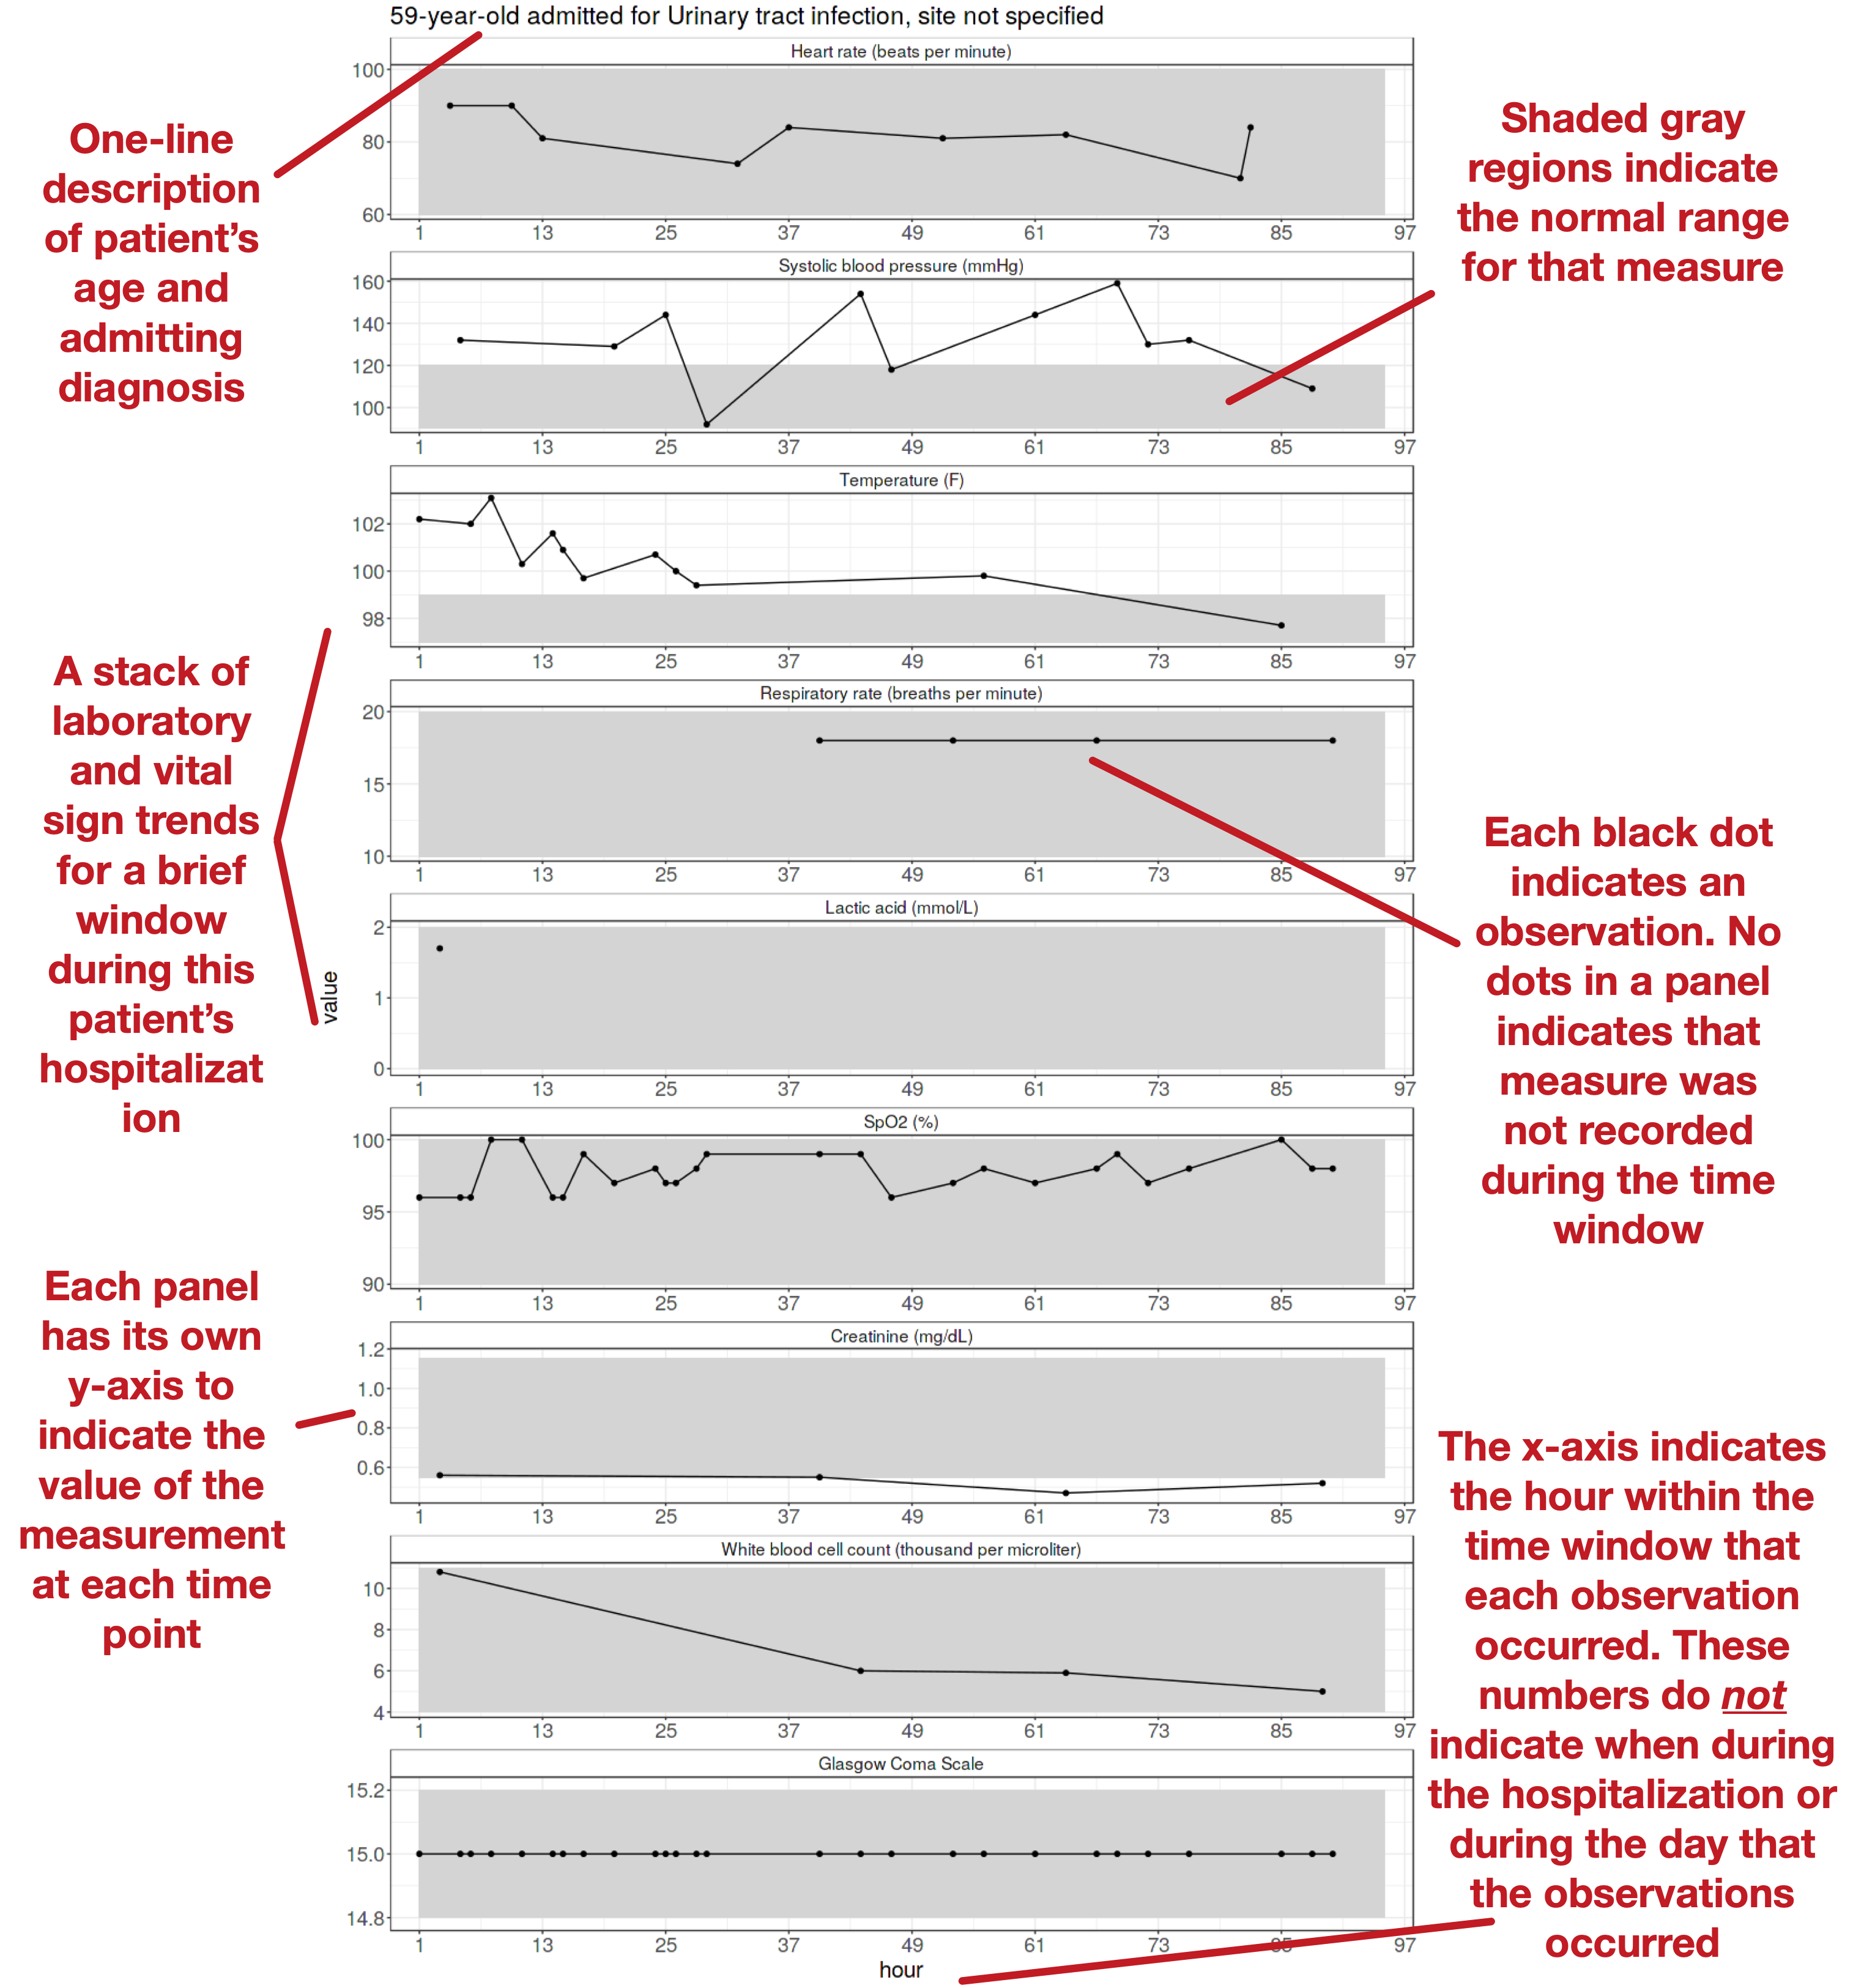 59-year-old admitted for Urinary tract infection, site not specified
One-line
description
of patient’s
age and
admitting
diagnosis
Shaded gray
regions indicate
the normal range
for that measure
A stack of
laboratory
and vital
sign trends
for a brief
window
during this
patient’s
hospitalizat
ion
Each black dot
indicates an
observation. No
dots in a panel
indicates that
measure was
not recorded
during the time
window
Each panel
has its own
y-axis to
indicate the
value of the
measurement
at each time
point
The x-axis indicates
the hour within the
time window that
each observation
occurred. These
numbers do not
indicate when during
the hospitalization or
during the day that
the observations
occurred
Heart rate (beats per minute)
100
80
60
1 13 25 37 49 61 73 85 97
Systolic blood pressure (mmHg)
160
140
120
100
1 13 25 37 49 61 73 85 97
Temperature (F)
102
100
98
1 13 25 37 49 61 73 85 97
Respiratory rate (breaths per minute)
20
15
10
1 13 25 37 49 61 73 85 97
Lactic acid (mmol/L)
2
1
0
1 13 25 37 49 61 73 85 97
value
SpO2 (%)
100
95
90
1 13 25 37 49 61 73 85 97
Creatinine (mg/dL)
1.2
1.0
0.8
0.6
1 13 25 37 49 61 73 85 97
White blood cell count (thousand per microliter)
10
8
6
4
1 13 25 37 49 61 73 85 97
Glasgow Coma Scale
15.2
15.0
14.8
1 13 25 37 49 61 73 85 97
hour